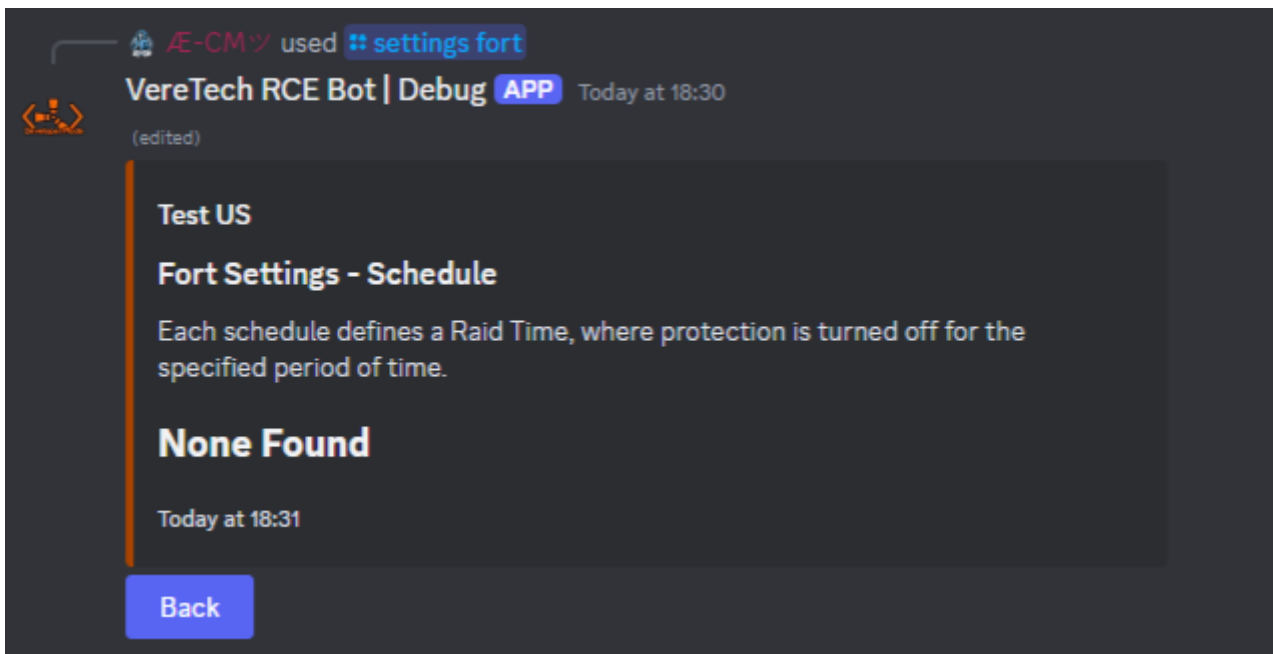 Æ-CMツ used settings fort
VereTech RCE Bot | Debug APP Today at 18:30
(edited)
Test US
Fort Settings - Schedule
Each schedule defines a Raid Time, where protection is turned off for the
specified period of time.
None Found
Today at 18:31
Back